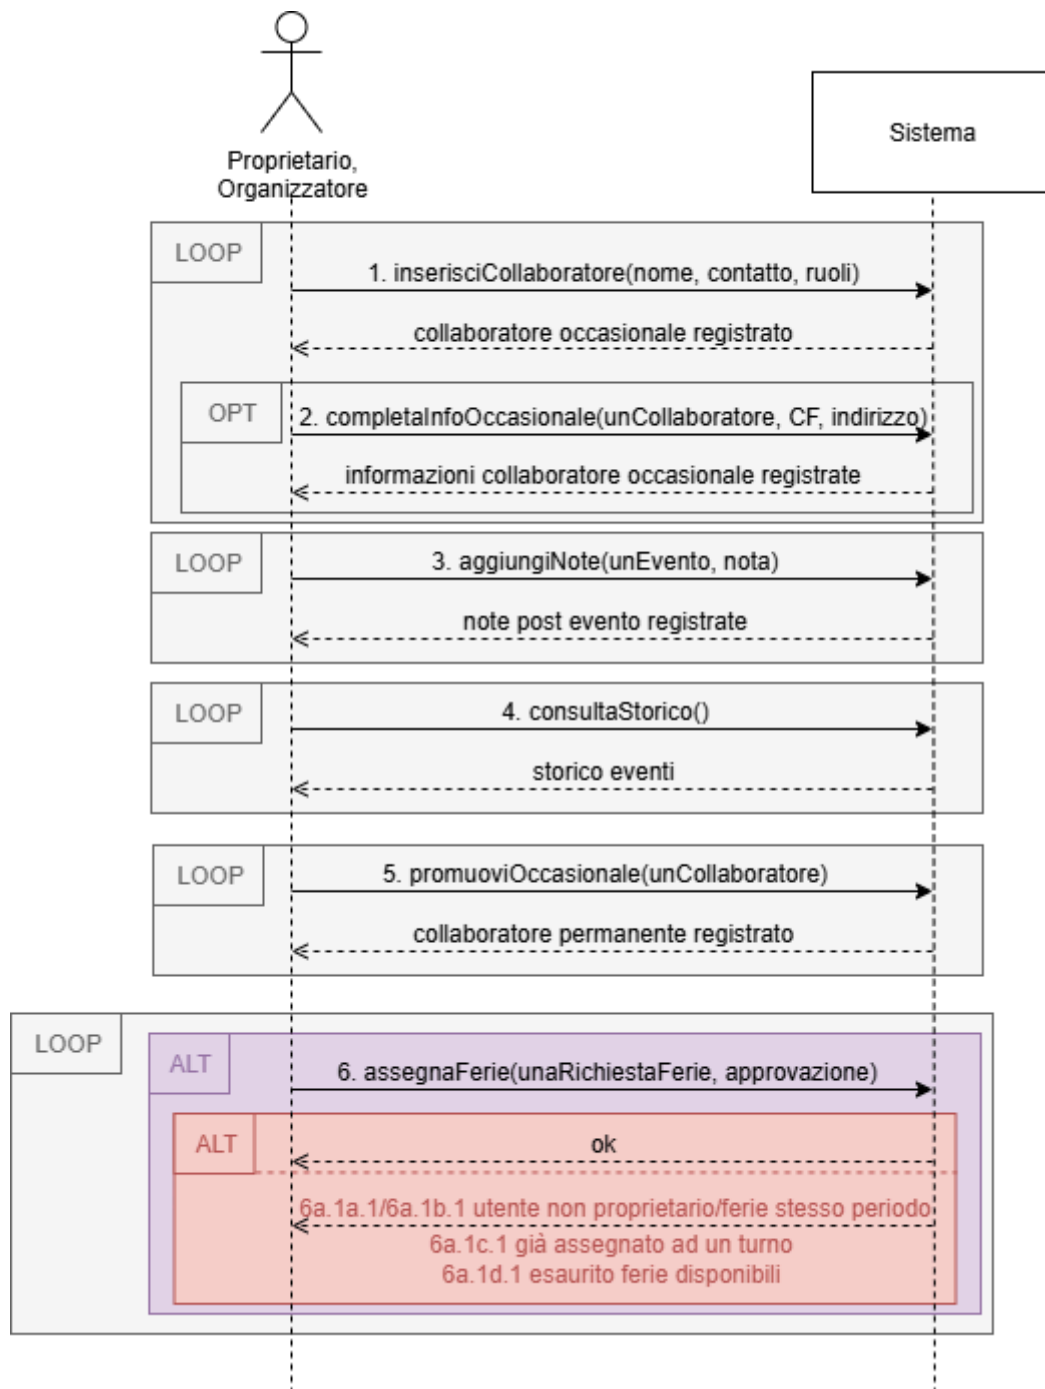 Proprietario,
Organizzatore
Sistema
LOOP
1. inserisciCollaboratore(nome, contatto, ruoli)
collaboratore occasionale registrato
OPT
2. completaInfoOccasionale(unCollaboratore, CF, indirizzo)
informazioni collaboratore occasionale registrate
LOOP
3. aggiungiNote(unEvento, nota)
note post evento registrate
LOOP
4. consultaStorico()
storico eventi
LOOP
5. promuoviOccasionale(unCollaboratore)
collaboratore permanente registrato
LOOP
ALT
6. assegnaFerie(unaRichiestaFerie, approvazione)
ALT
ok
6a.1a.1/6a.1b.1 utente non proprietario/ferie stesso periodo
6a.1c.1 già assegnato ad un turno
6a.1d.1 esaurito ferie disponibili